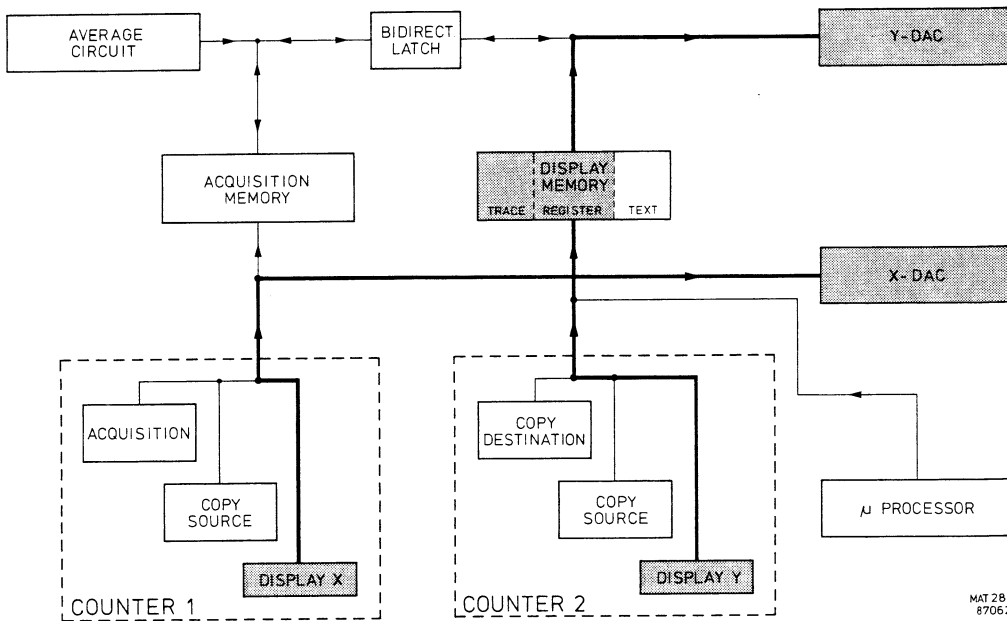 AVERAGE
CIRCUIT
BIDIRECT
LATCH
Y-DAC
ACQUISITION
MEMORY
DISPLAY
MEMORY
TRACE REGISTER TEXT
X-DAC
ACQUISITION
COPY
SOURCE
DISPLAY X
COUNTER 1
COPY
DESTINATION
COPY
SOURCE
DISPLAY Y
COUNTER 2
μ PROCESSOR
MAT 28
8706